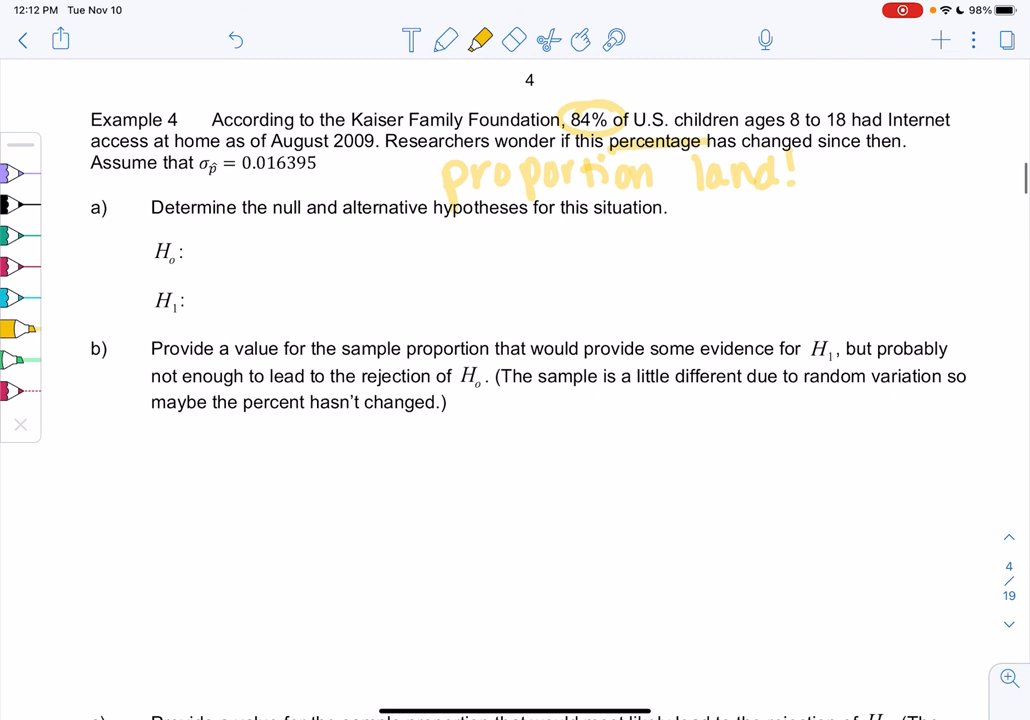 12:12 PM Tue Nov 10
98%
T
4
Example 4 According to the Kaiser Family Foundation, 84% of U.S. children ages 8 to 18 had Internet
access at home as of August 2009. Researchers wonder if this percentage has changed since then.
Assume that σp̂ = 0.016395
proportion land!
a) Determine the null and alternative hypotheses for this situation.
Ho:
H1:
b) Provide a value for the sample proportion that would provide some evidence for H1, but probably
not enough to lead to the rejection of Ho. (The sample is a little different due to random variation so
maybe the percent hasn't changed.)
4
/
19